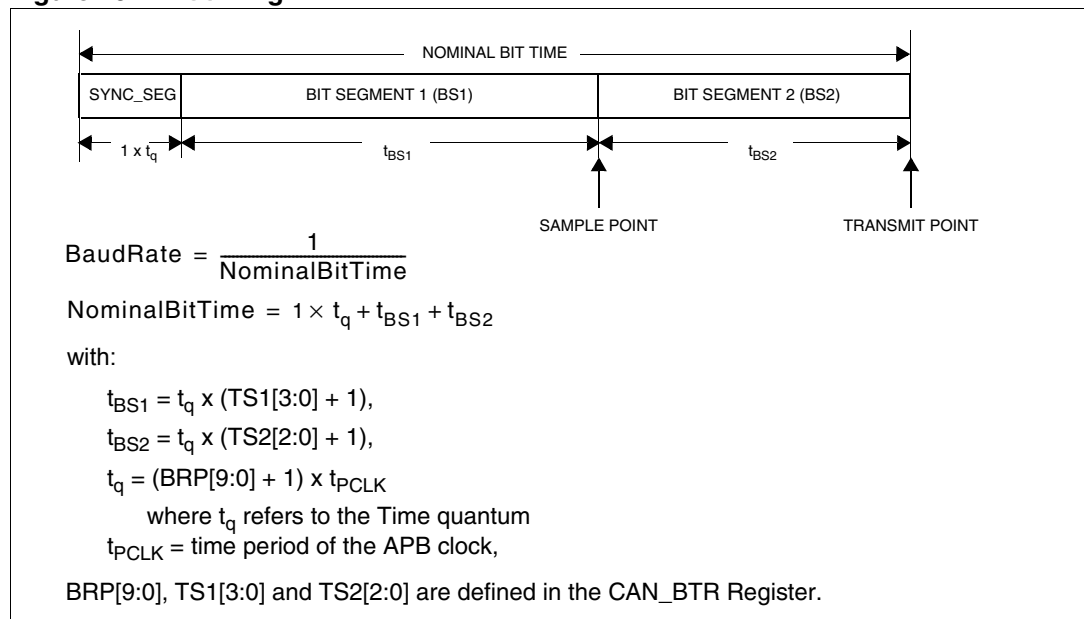 NOMINAL BIT TIME
SYNC_SEG BIT SEGMENT 1 (BS1) BIT SEGMENT 2 (BS2)
1 x tq tBS1 tBS2
SAMPLE POINT TRANSMIT POINT
BaudRate = 1 / NominalBitTime
NominalBitTime = 1 × tq + tBS1 + tBS2
with:
tBS1 = tq x (TS1[3:0] + 1),
tBS2 = tq x (TS2[2:0] + 1),
tq = (BRP[9:0] + 1) x tPCLK
where tq refers to the Time quantum
tPCLK = time period of the APB clock,
BRP[9:0], TS1[3:0] and TS2[2:0] are defined in the CAN_BTR Register.